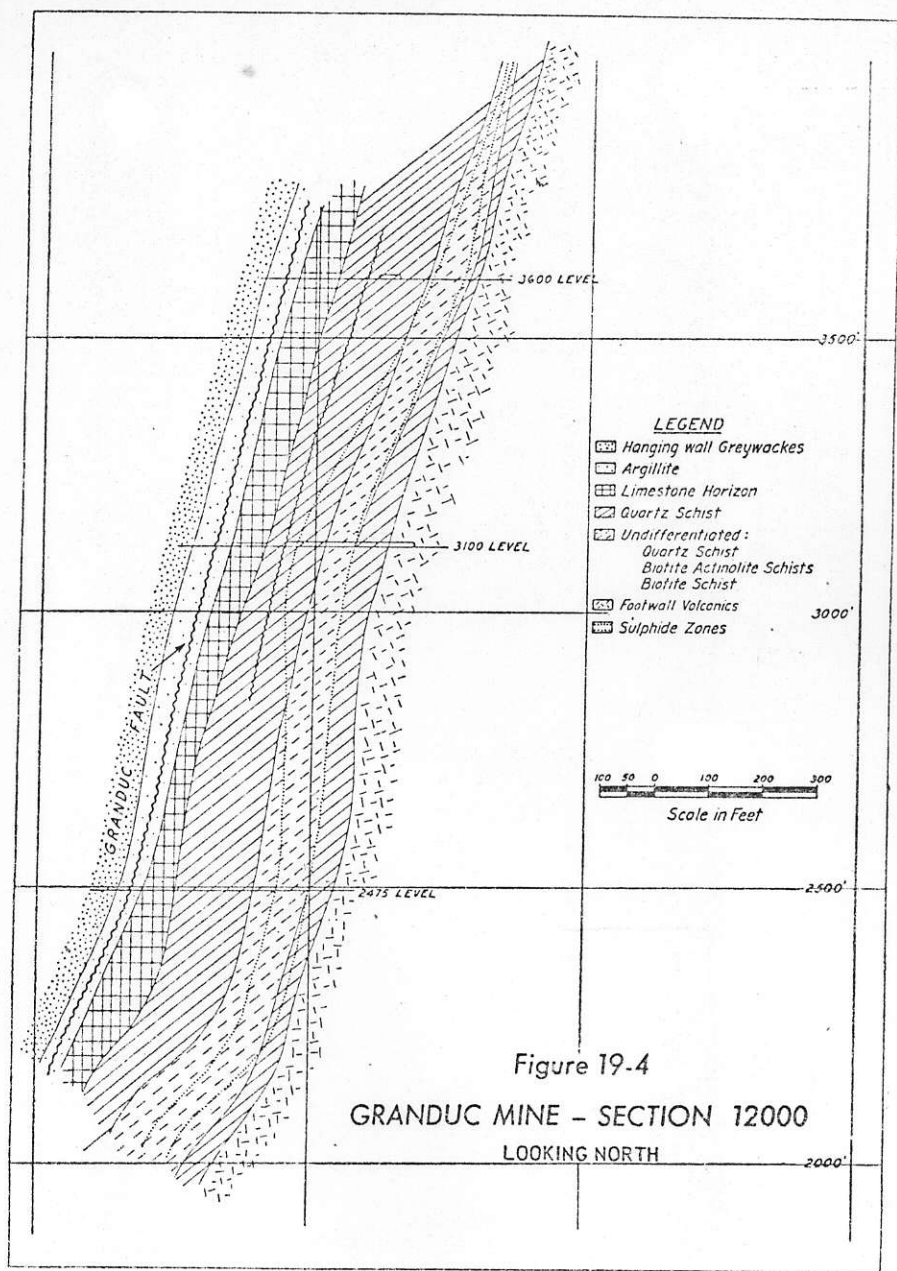 3600 LEVEL
3500'
LEGEND
Hanging wall Greywackes
Argillite
Limestone Horizon
Quartz Schist
Undifferentiated:
Quartz Schist
Biotite Actinolite Schists
Biotite Schist
Footwall Volcanics
Sulphide Zones
3100 LEVEL
3000'
GRANDUC FAULT
100 50 0 100 200 300
Scale in Feet
2475 LEVEL
2500'
Figure 19-4
GRANDUC MINE – SECTION 12000
LOOKING NORTH
2000'